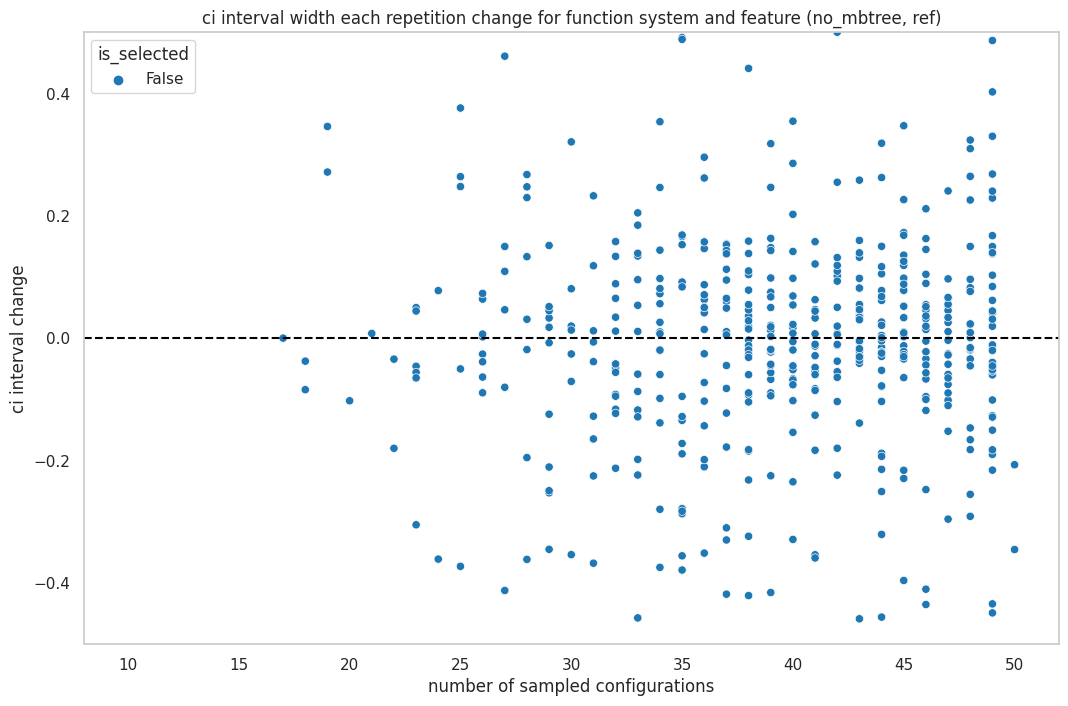 ci interval width each repetition change for function system and feature (no_mbtree, ref)
is_selected
False
ci interval change
0.4
0.2
0.0
−0.2
−0.4
10 15 20 25 30 35 40 45 50
number of sampled configurations